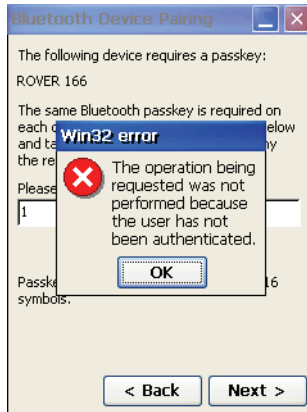 Bluetooth Device Pairing
The following device requires a passkey:
ROVER 166
The same Bluetooth passkey is required on
each
elow
and ta
ny
the re
Win32 error
The operation being
requested was not
performed because
the user has not
been authenticated.
OK
Please
1
Passke
16
symbols.
< Back
Next >